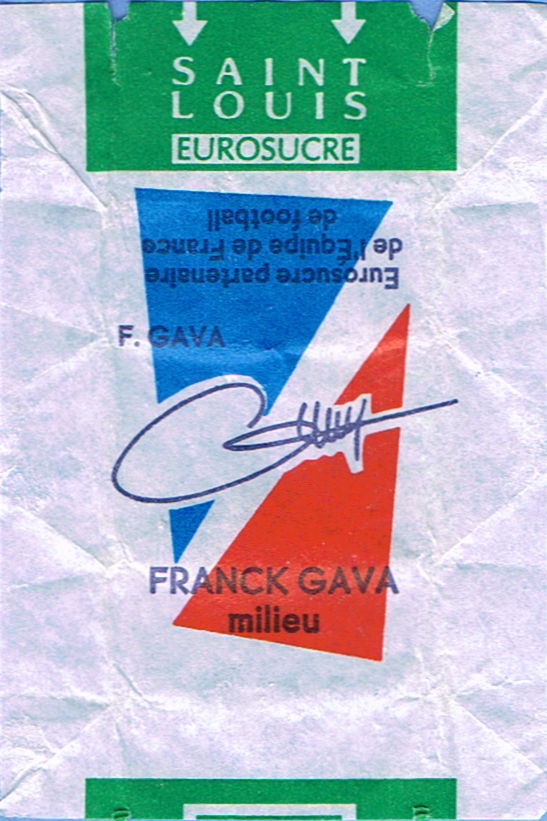 SAINT
LOUIS
EUROSUCRE
Eurosucre partenaire
de l'Équipe de France
de football
F. GAVA
FRANCK GAVA
milieu